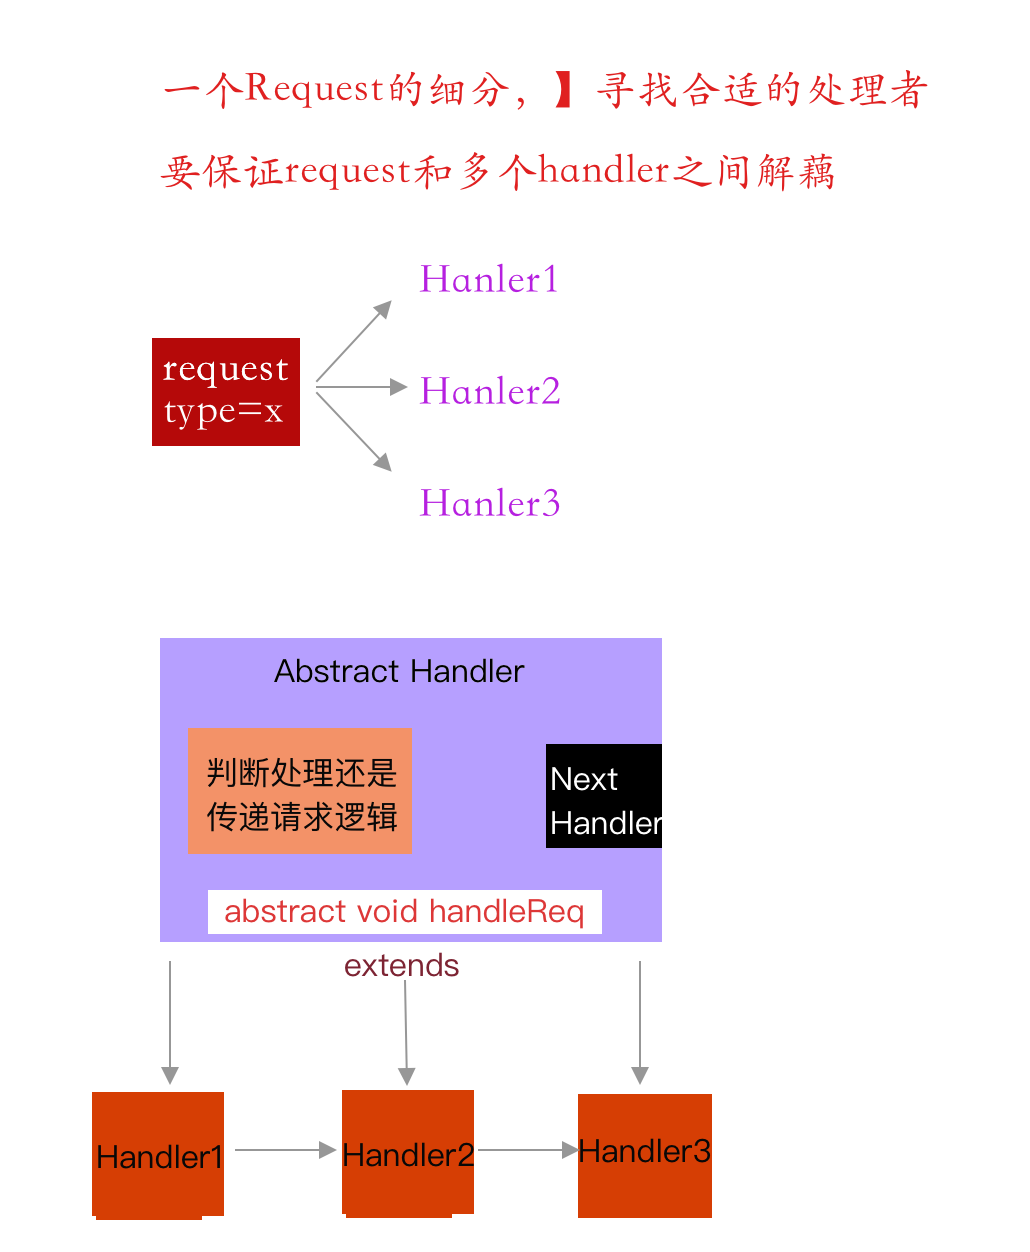 一个Request的细分，】寻找合适的处理者
要保证request和多个handler之间解藕
Hanler1
request
type=x
Hanler2
Hanler3
Abstract Handler
判断处理还是
传递请求逻辑
Next
Handler
abstract void handleReq
extends
Handler1
Handler2
Handler3